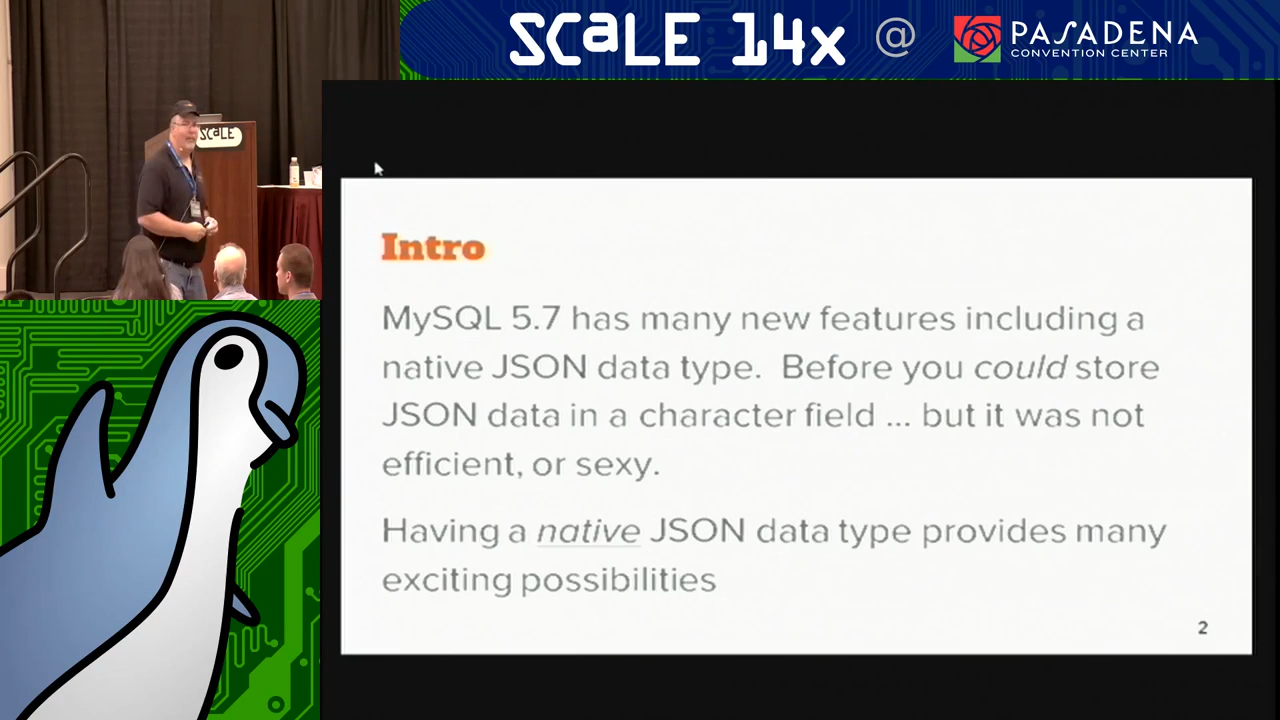 SCALE 14x @ PASADENA
CONVENTION CENTER
SCALE
Intro
MySQL 5.7 has many new features including a
native JSON data type.  Before you could store
JSON data in a character field ... but it was not
efficient, or sexy.
Having a native JSON data type provides many
exciting possibilities
2